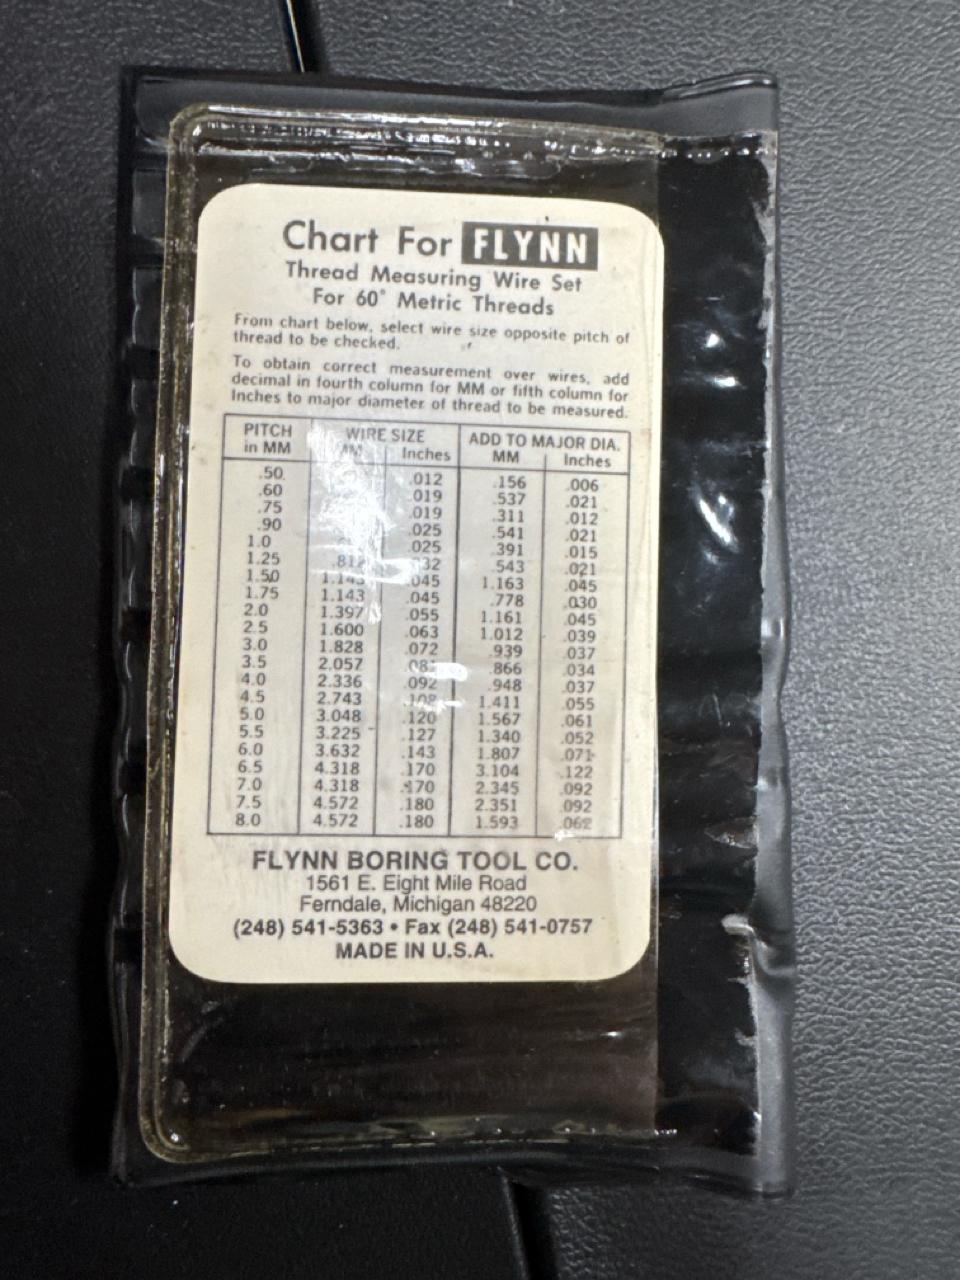 Chart For FLYNN
Thread Measuring Wire Set
For 60° Metric Threads
From chart below, select wire size opposite pitch of
thread to be checked.
To obtain correct measurement over wires, add
decimal in fourth column for MM or fifth column for
Inches to major diameter of thread to be measured.
PITCH WIRE SIZE ADD TO MAJOR DIA.
in MM MM Inches MM Inches
.50 .012 .156 .006
.60 .019 .537 .021
.75 .019 .311 .012
.90 .025 .541 .021
1.0 .025 .391 .015
1.25 .543 .021
1.50 1.143 .045 1.163 .045
1.75 1.143 .045 .778 .030
2.0 1.397 .055 1.161 .045
2.5 1.600 .063 1.012 .039
3.0 1.828 .072 .939 .037
3.5 2.057 .866 .034
4.0 2.336 .092 .948 .037
4.5 2.743 .108 1.411 .055
5.0 3.048 .120 1.567 .061
5.5 3.225 .127 1.340 .052
6.0 3.632 .143 1.807 .071
6.5 4.318 .170 3.104 .122
7.0 4.318 .170 2.345 .092
7.5 4.572 .180 2.351 .092
8.0 4.572 .180 1.593 .062
FLYNN BORING TOOL CO.
1561 E. Eight Mile Road
Ferndale, Michigan 48220
(248) 541-5363 • Fax (248) 541-0757
MADE IN U.S.A.